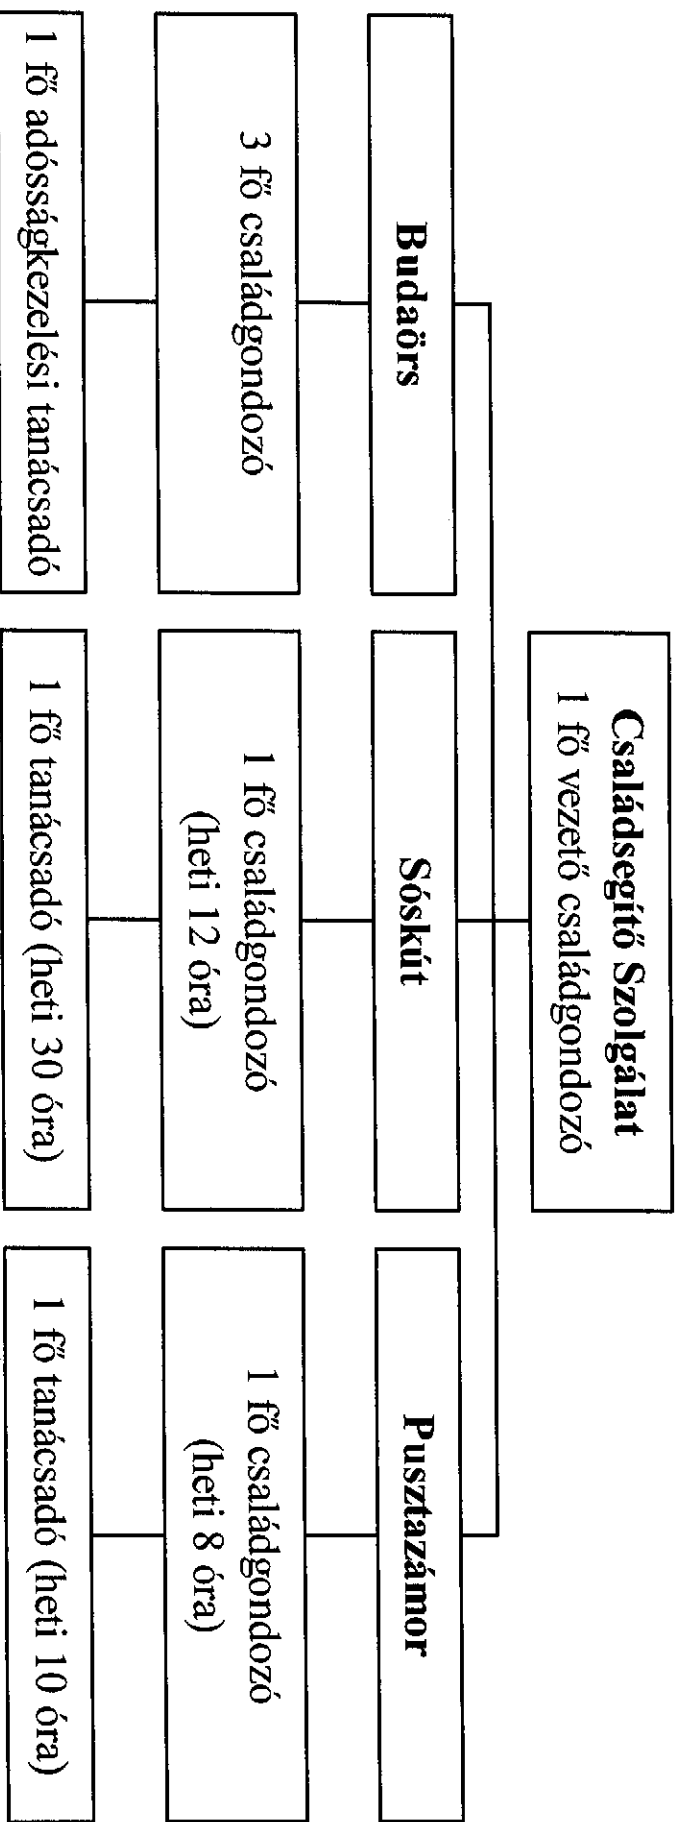 Családsegítő Szolgálat
1 fő vezető családgondozó
Budaörs
3 fő családgondozó
1 fő adósságkezelési tanácsadó
Sóskút
1 fő családgondozó
(heti 12 óra)
1 fő tanácsadó (heti 30 óra)
Pusztazámor
1 fő családgondozó
(heti 8 óra)
1 fő tanácsadó (heti 10 óra)